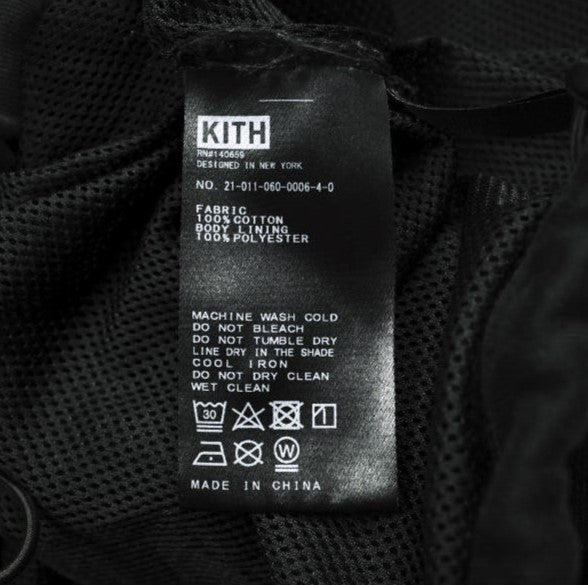 KITH
RN#140659
DESIGNED IN NEW YORK
NO. 21-011-060-0006-4-0
FABRIC
100% COTTON
BODY LINING
100% POLYESTER
MACHINE WASH COLD
DO NOT BLEACH
DO NOT TUMBLE DRY
LINE DRY IN THE SHADE
COOL IRON
DO NOT DRY CLEAN
WET CLEAN
30
W
MADE IN CHINA